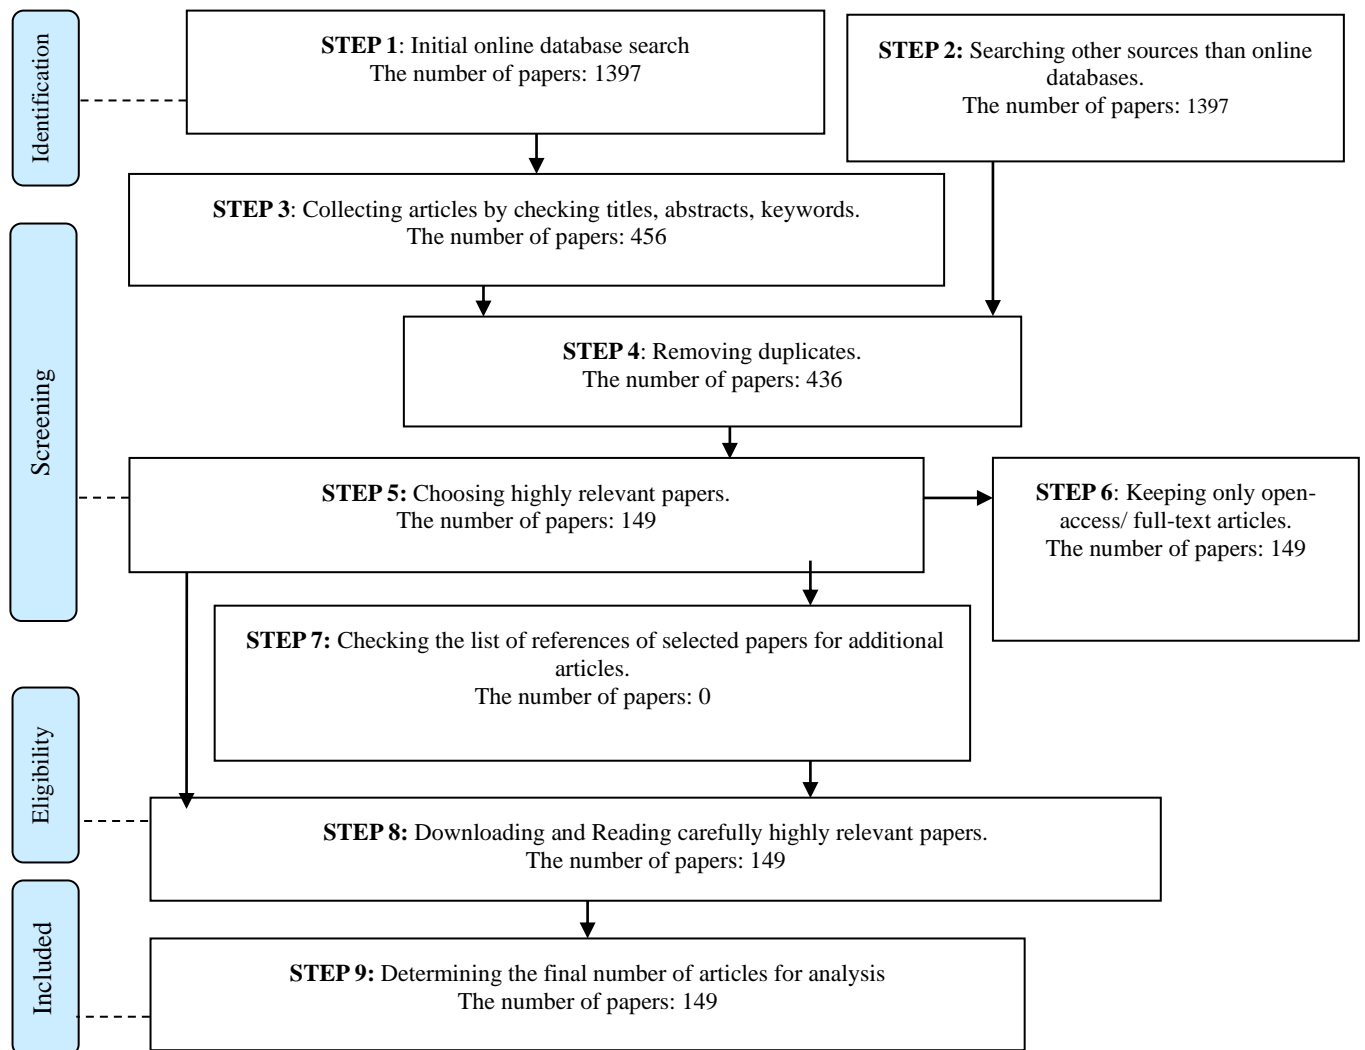 Identification
STEP 1: Initial online database search
The number of papers: 1397
STEP 2: Searching other sources than online
databases.
The number of papers: 1397
Screening
STEP 3: Collecting articles by checking titles, abstracts, keywords.
The number of papers: 456
STEP 4: Removing duplicates.
The number of papers: 436
STEP 5: Choosing highly relevant papers.
The number of papers: 149
STEP 6: Keeping only open-
access/ full-text articles.
The number of papers: 149
STEP 7: Checking the list of references of selected papers for additional
articles.
The number of papers: 0
Eligibility
STEP 8: Downloading and Reading carefully highly relevant papers.
The number of papers: 149
Included
STEP 9: Determining the final number of articles for analysis
The number of papers: 149